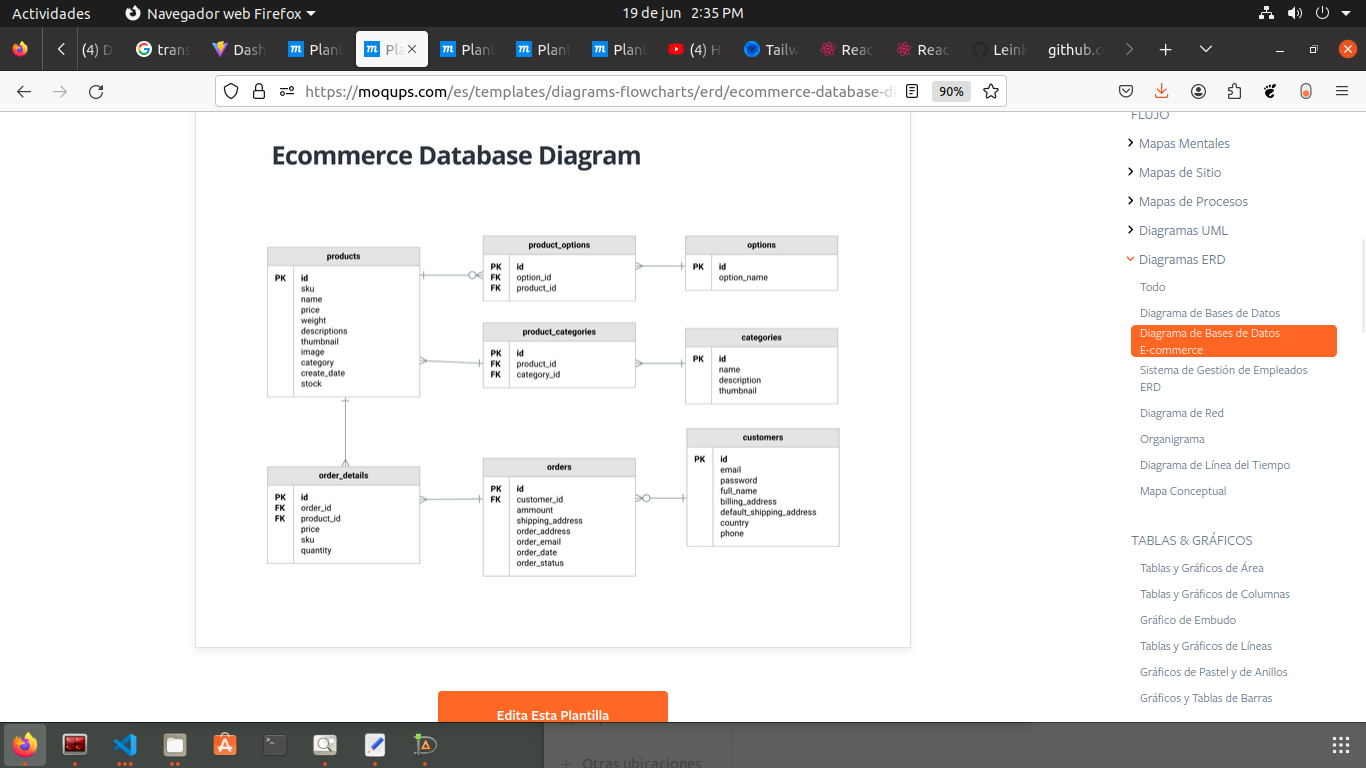 Actividades
Navegador web Firefox
19 de jun 2:35 PM
(4) D
trans
Dash
Plant
Pla
Plant
Plant
Plant
(4) H
Tailw
Reac
Reac
Leink
github.c
https://moqups.com/es/templates/diagrams-flowcharts/erd/ecommerce-database-di
90%
Ecommerce Database Diagram
products
PK id
sku
name
price
weight
descriptions
thumbnail
image
category
create_date
stock
product_options
PK id
FK option_id
FK product_id
options
PK id
option_name
product_categories
PK id
FK product_id
FK category_id
categories
PK id
name
description
thumbnail
order_details
PK id
FK order_id
FK product_id
price
sku
quantity
orders
PK id
FK customer_id
ammount
shipping_address
order_address
order_email
order_date
order_status
customers
PK id
email
password
full_name
billing_address
default_shipping_address
country
phone
Edita Esta Plantilla
FLUJO
Mapas Mentales
Mapas de Sitio
Mapas de Procesos
Diagramas UML
Diagramas ERD
Todo
Diagrama de Bases de Datos
Diagrama de Bases de Datos
E-commerce
Sistema de Gestión de Empleados
ERD
Diagrama de Red
Organigrama
Diagrama de Línea del Tiempo
Mapa Conceptual
TABLAS & GRÁFICOS
Tablas y Gráficos de Área
Tablas y Gráficos de Columnas
Gráfico de Embudo
Tablas y Gráficos de Líneas
Gráficos de Pastel y de Anillos
Gráficos y Tablas de Barras
+ Otras ubicaciones